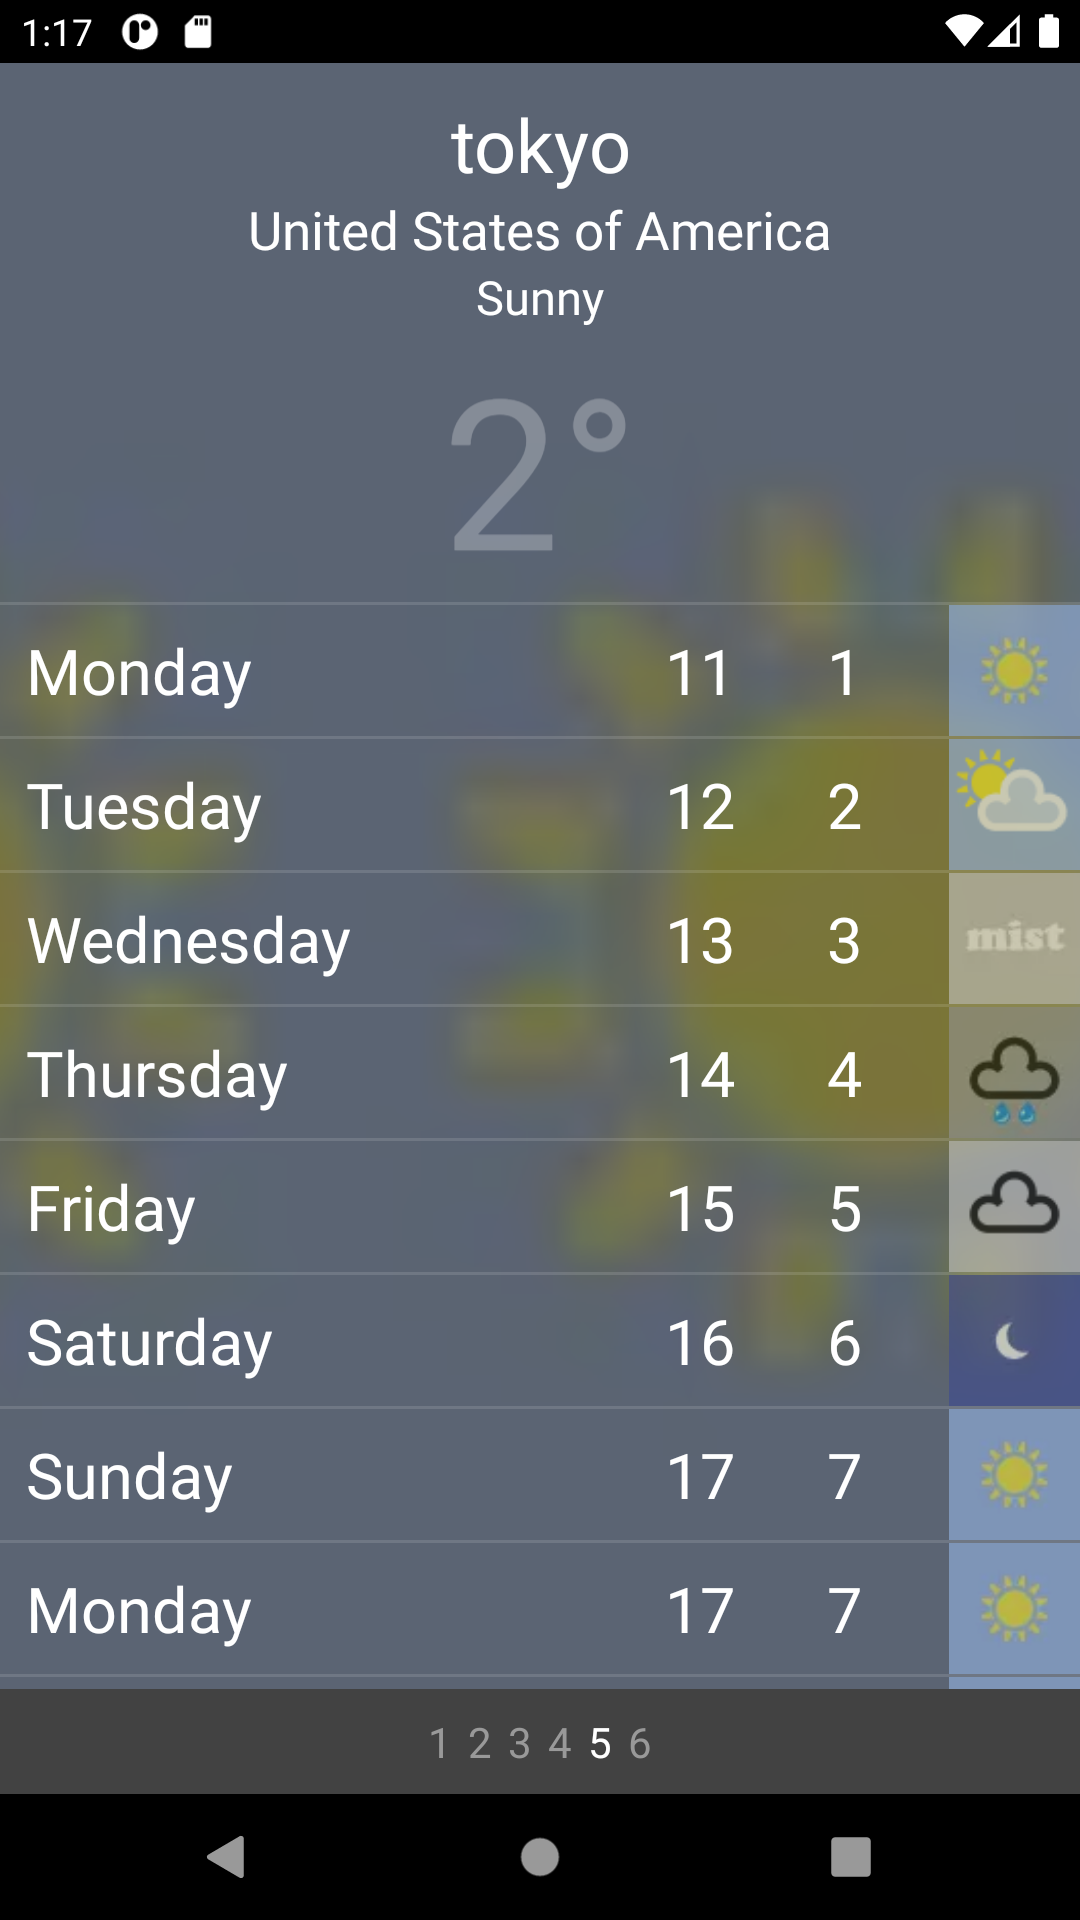 1:17
tokyo
United States of America
Sunny
2°
Monday 11 1
Tuesday 12 2
Wednesday 13 3
mist
Thursday 14 4
Friday 15 5
Saturday 16 6
Sunday 17 7
Monday 17 7
1 2 3 4 5 6